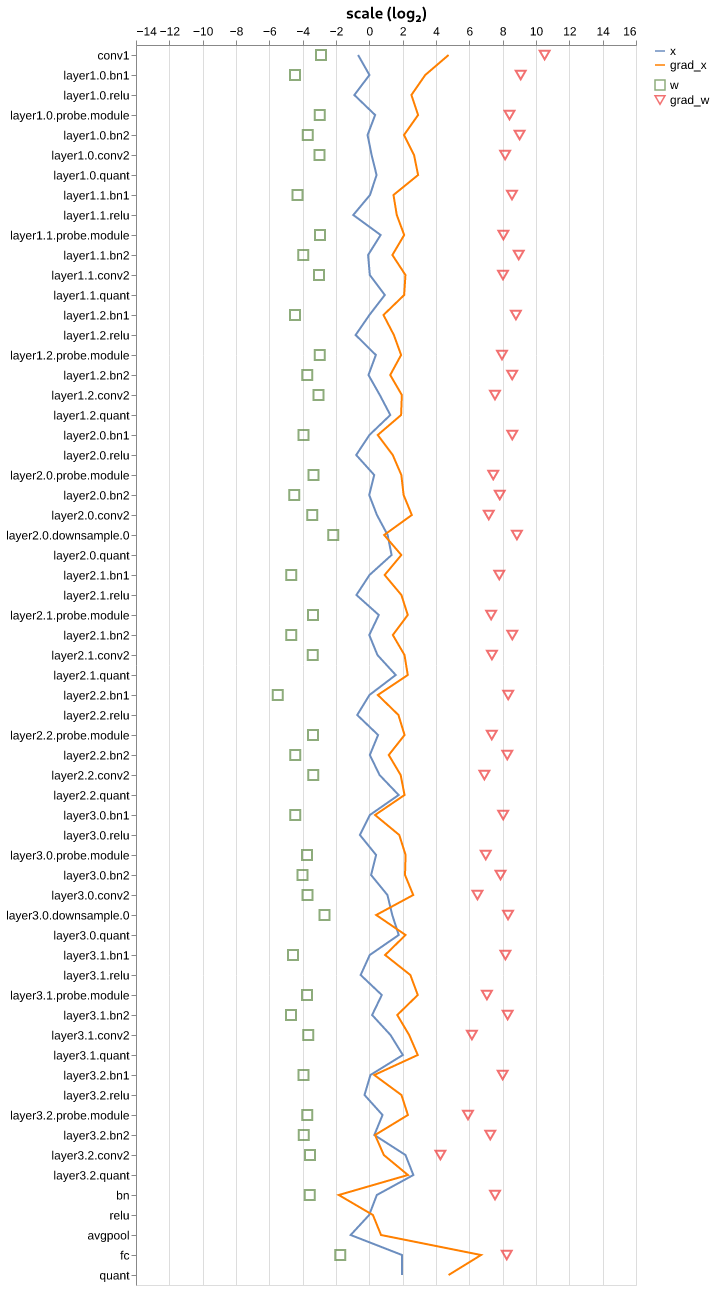 scale (log₂)
−14 −12 −10 −8 −6 −4 −2 0 2 4 6 8 10 12 14 16
conv1
layer1.0.bn1
layer1.0.relu
layer1.0.probe.module
layer1.0.bn2
layer1.0.conv2
layer1.0.quant
layer1.1.bn1
layer1.1.relu
layer1.1.probe.module
layer1.1.bn2
layer1.1.conv2
layer1.1.quant
layer1.2.bn1
layer1.2.relu
layer1.2.probe.module
layer1.2.bn2
layer1.2.conv2
layer1.2.quant
layer2.0.bn1
layer2.0.relu
layer2.0.probe.module
layer2.0.bn2
layer2.0.conv2
layer2.0.downsample.0
layer2.0.quant
layer2.1.bn1
layer2.1.relu
layer2.1.probe.module
layer2.1.bn2
layer2.1.conv2
layer2.1.quant
layer2.2.bn1
layer2.2.relu
layer2.2.probe.module
layer2.2.bn2
layer2.2.conv2
layer2.2.quant
layer3.0.bn1
layer3.0.relu
layer3.0.probe.module
layer3.0.bn2
layer3.0.conv2
layer3.0.downsample.0
layer3.0.quant
layer3.1.bn1
layer3.1.relu
layer3.1.probe.module
layer3.1.bn2
layer3.1.conv2
layer3.1.quant
layer3.2.bn1
layer3.2.relu
layer3.2.probe.module
layer3.2.bn2
layer3.2.conv2
layer3.2.quant
bn
relu
avgpool
fc
quant
x
grad_x
w
grad_w